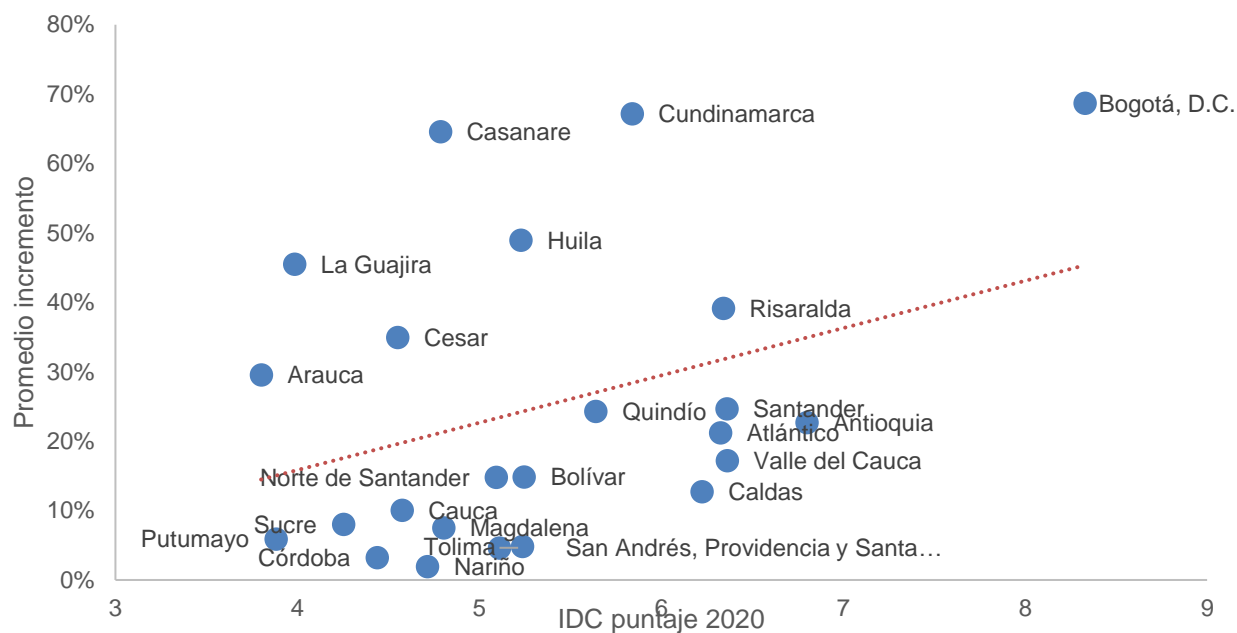 80%
70%
60%
50%
40%
30%
20%
10%
0%
Promedio incremento
Bogotá, D.C.
Cundinamarca
Casanare
Huila
La Guajira
Risaralda
Cesar
Arauca
Quindío
Santander
Antioquia
Atlántico
Valle del Cauca
Norte de Santander
Bolívar
Caldas
Cauca
Sucre
Magdalena
Putumayo
Tolima
San Andrés, Providencia y Santa…
Córdoba
Nariño
3 4 5 6 7 8 9
IDC puntaje 2020